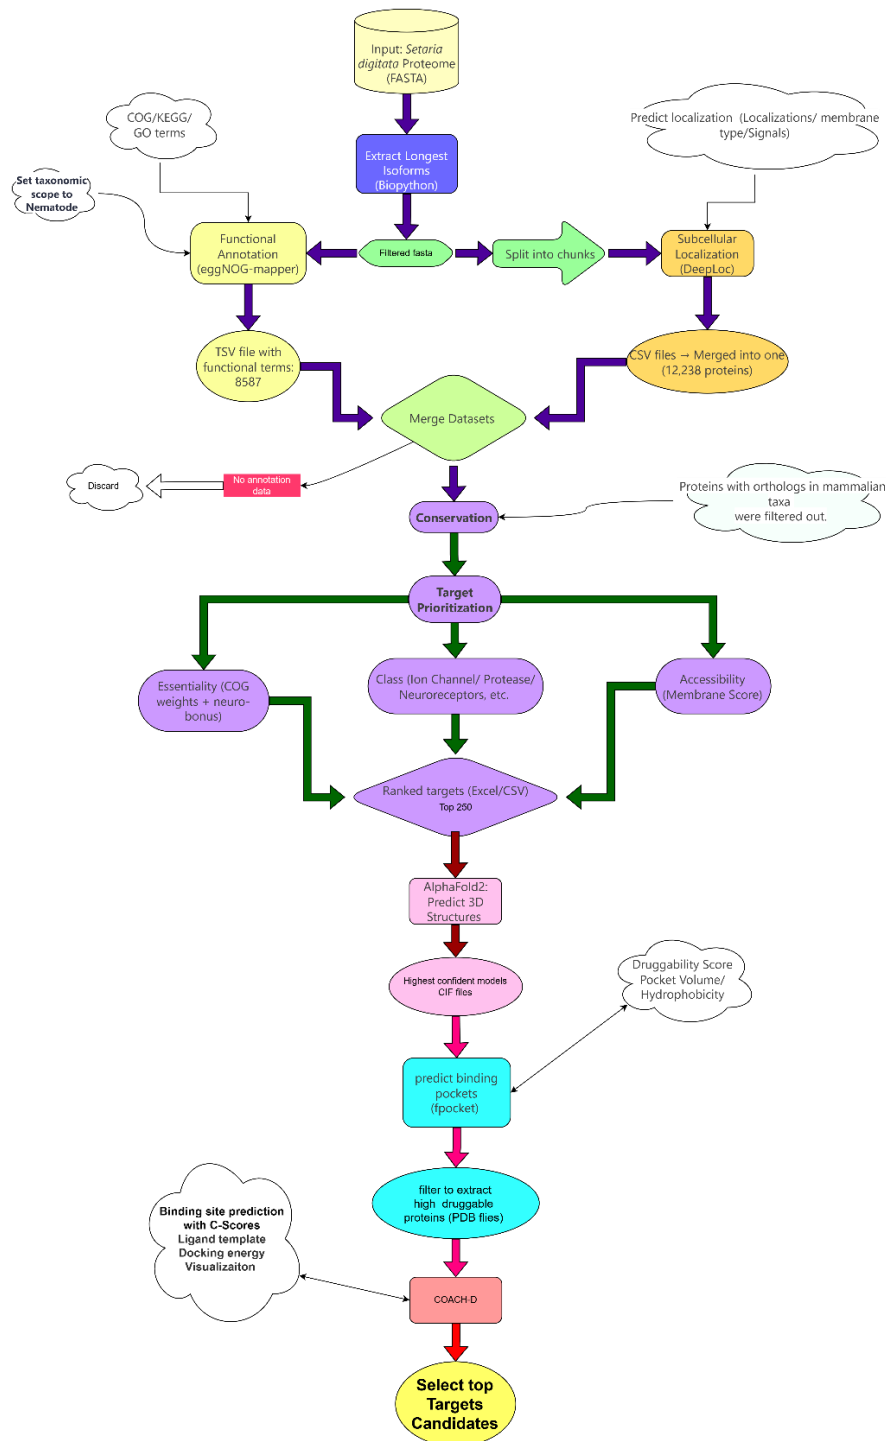 Input: Setaria
digitata Proteome
(FASTA)
COG/KEGG/
GO terms
Predict localization (Localizations/ membrane
type/Signals)
Extract Longest
Isoforms
(Biopython)
Set taxonomic
scope to
Nematode
Functional
Annotation
(eggNOG-mapper)
Filtered fasta
Split into chunks
Subcellular
Localization
(DeepLoc)
TSV file with
functional terms:
8587
CSV files → Merged into one
(12,238 proteins)
Merge Datasets
Discard
No annotation
data
Conservation
Proteins with orthologs in mammalian
taxa
were filtered out.
Target
Prioritization
Essentiality (COG
weights + neuro-
bonus)
Class (Ion Channel/ Protease/
Neuroreceptors, etc.
Accessibility
(Membrane Score)
Ranked targets (Excel/CSV)
Top 250
AlphaFold2:
Predict 3D
Structures
Highest confident models
CIF files
Druggability Score
Pocket Volume/
Hydrophobicity
predict binding
pockets
(fpocket)
filter to extract
high druggable
proteins (PDB flies)
Binding site prediction
with C-Scores
Ligand template
Docking energy
Visualizaiton
COACH-D
Select top
Targets
Candidates